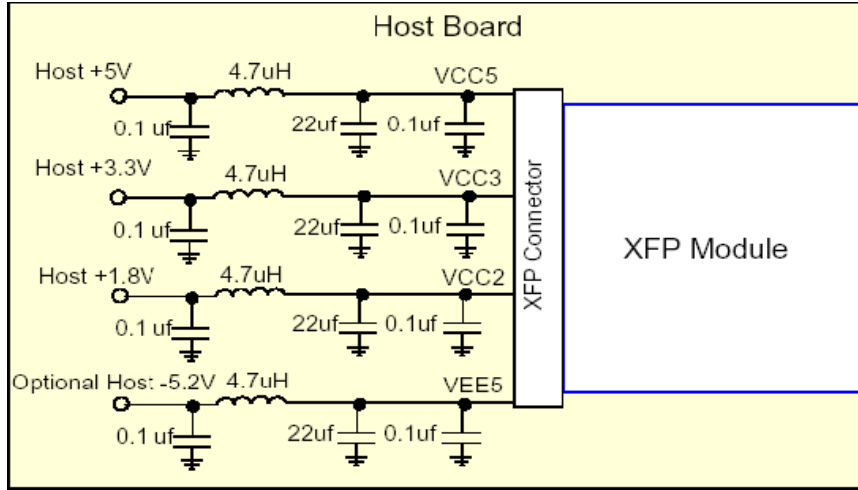 Host Board
Host +5V
4.7uH
VCC5
0.1 uf
22uf
0.1uf
Host +3.3V
4.7uH
VCC3
0.1 uf
22uf
0.1uf
Host +1.8V
4.7uH
VCC2
0.1 uf
22uf
0.1uf
Optional Host -5.2V
4.7uH
VEE5
0.1 uf
22uf
0.1uf
XFP Connector
XFP Module